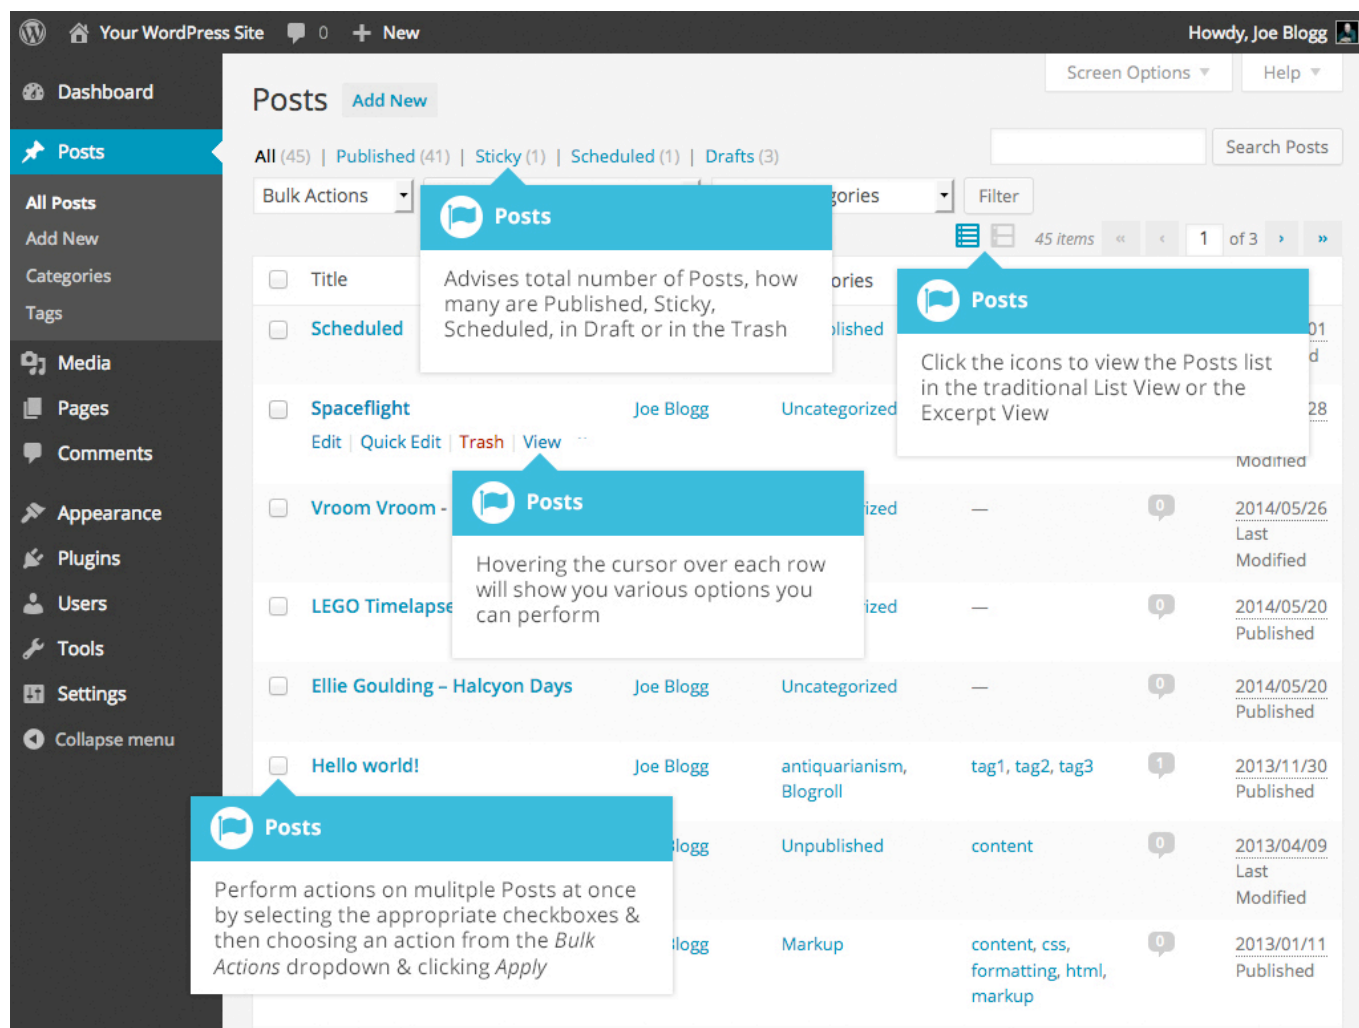 Your WordPress Site 0 + New Howdy, Joe Blogg
Dashboard
Posts
All Posts
Add New
Categories
Tags
Media
Pages
Comments
Appearance
Plugins
Users
Tools
Settings
Collapse menu
Screen Options Help
Posts Add New
All (45) | Published (41) | Sticky (1) | Scheduled (1) | Drafts (3)
Search Posts
Bulk Actions
Filter
45 items « ‹ 1 of 3 › »
Posts
Advises total number of Posts, how
many are Published, Sticky,
Scheduled, in Draft or in the Trash
Posts
Click the icons to view the Posts list
in the traditional List View or the
Excerpt View
Title
Scheduled
Spaceflight Joe Blogg Uncategorized
Edit | Quick Edit | Trash | View
Modified
Posts
Hovering the cursor over each row
will show you various options you
can perform
Vroom Vroom - — 0 2014/05/26
Last
Modified
LEGO Timelapse — 0 2014/05/20
Published
Ellie Goulding – Halcyon Days Joe Blogg Uncategorized — 0 2014/05/20
Published
Hello world! Joe Blogg antiquarianism, tag1, tag2, tag3 1 2013/11/30
Blogroll Published
Posts
Perform actions on mulitple Posts at once
by selecting the appropriate checkboxes &
then choosing an action from the Bulk
Actions dropdown & clicking Apply
Blogg Unpublished content 0 2013/04/09
Last
Modified
Blogg Markup content, css, 0 2013/01/11
formatting, html, Published
markup